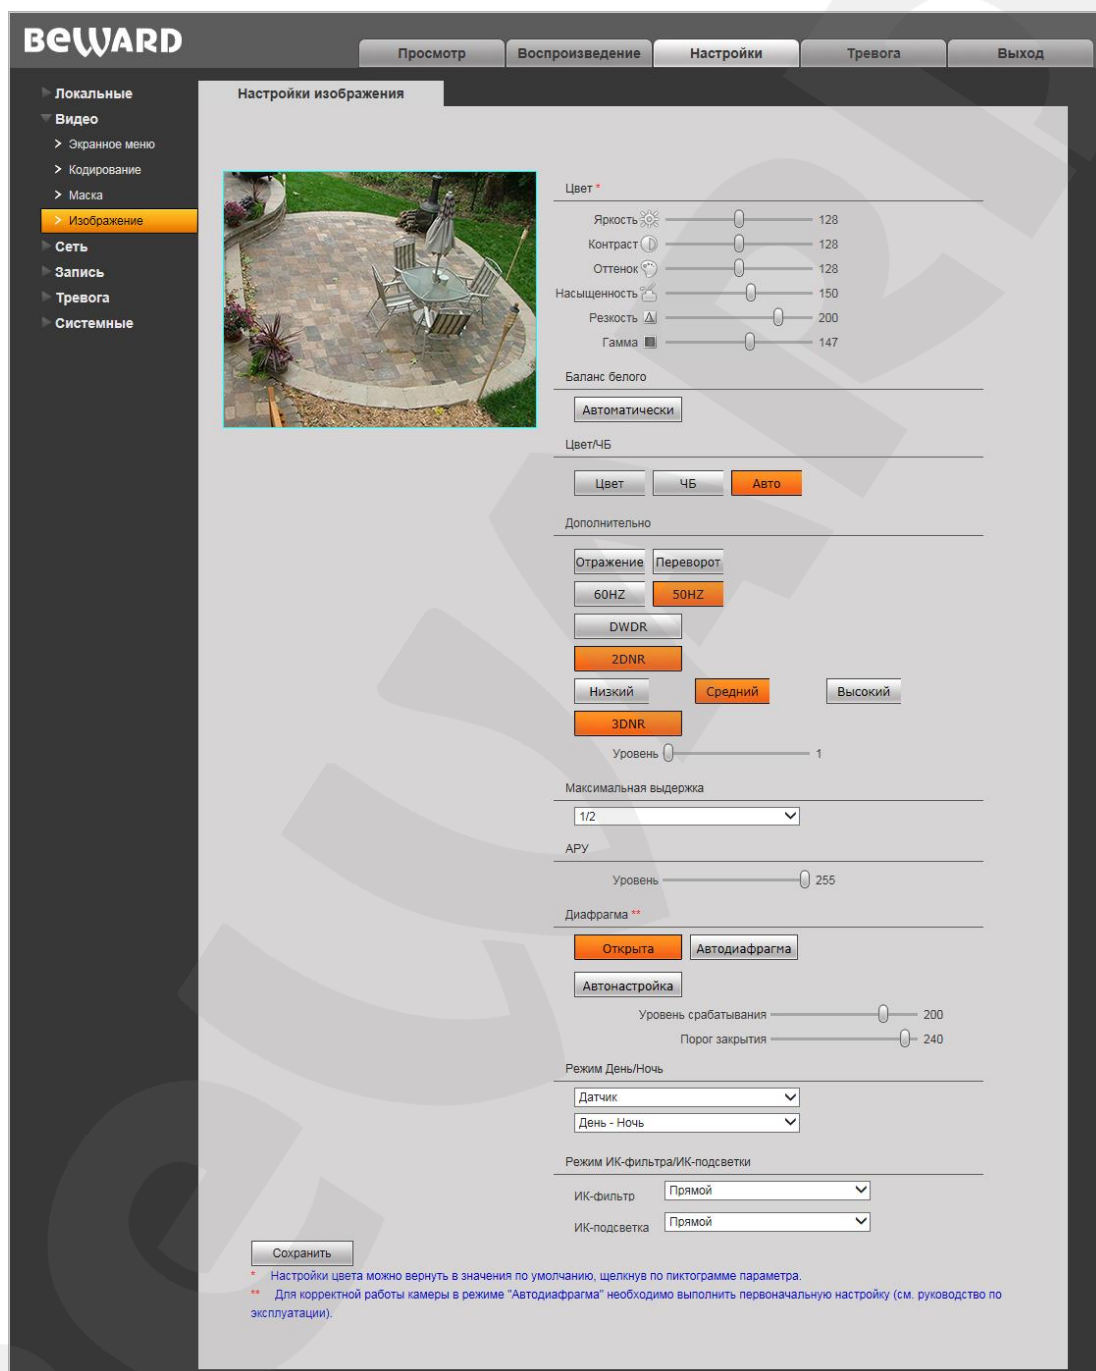 BEWARD
Просмотр Воспроизведение Настройки Тревога Выход
Локальные
Видео
Экранное меню
Кодирование
Маска
Изображение
Сеть
Запись
Тревога
Системные
Настройки изображения
Цвет *
Яркость 128
Контраст 128
Оттенок 128
Насыщенность 150
Резкость 200
Гамма 147
Баланс белого
Автоматически
Цвет/ЧБ
Цвет ЧБ Авто
Дополнительно
Отражение Переворот
60HZ 50HZ
DWDR
2DNR
Низкий Средний Высокий
3DNR
Уровень 1
Максимальная выдержка
1/2
АРУ
Уровень 255
Диафрагма **
Открыта Автодиафрагма
Автонастройка
Уровень срабатывания 200
Порог закрытия 240
Режим День/Ночь
Датчик
День - Ночь
Режим ИК-фильтра/ИК-подсветки
ИК-фильтр Прямой
ИК-подсветка Прямой
Сохранить
* Настройки цвета можно вернуть в значения по умолчанию, щелкнув по пиктограмме параметра.
** Для корректной работы камеры в режиме "Автодиафрагма" необходимо выполнить первоначальную настройку (см. руководство по
эксплуатации).